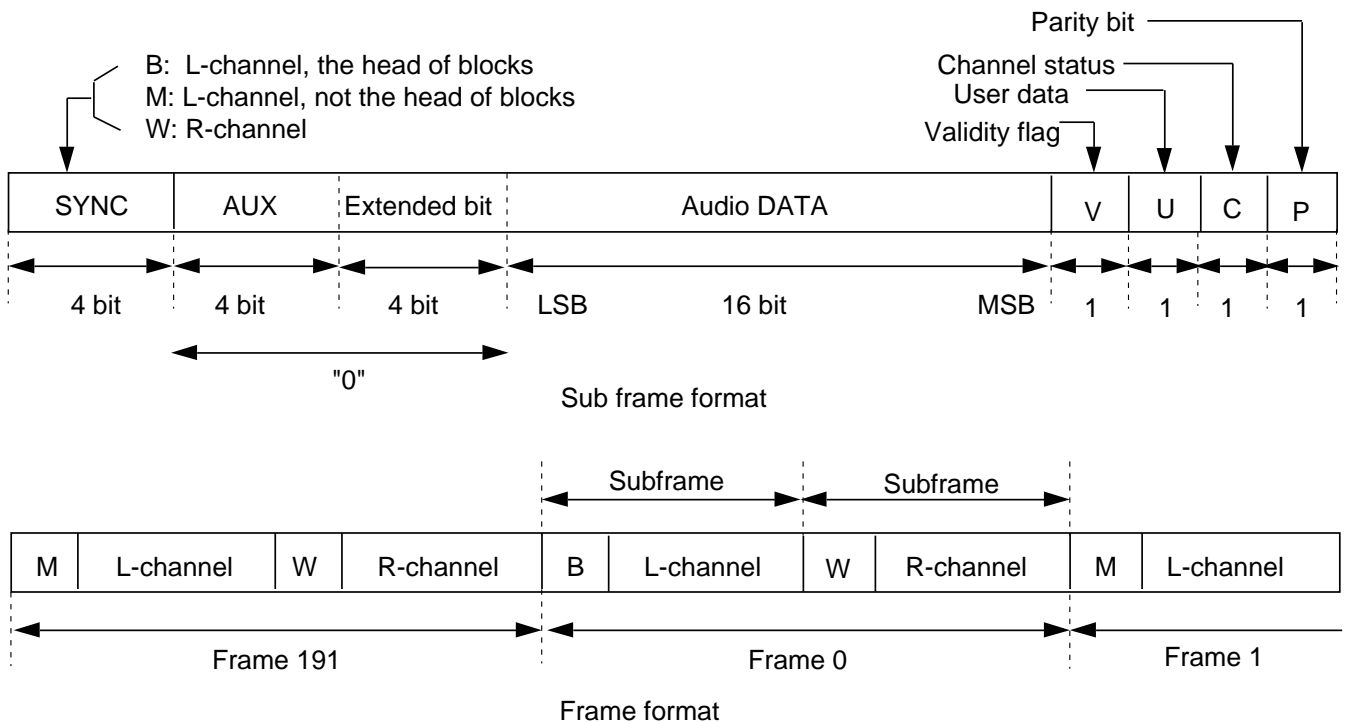 Parity bit
B: L-channel, the head of blocks
Channel status
M: L-channel, not the head of blocks
User data
W: R-channel
Validity flag
SYNC AUX Extended bit Audio DATA V U C P
4 bit 4 bit 4 bit LSB 16 bit MSB 1 1 1 1
"0"
Sub frame format
Subframe Subframe
M L-channel W R-channel B L-channel W R-channel M L-channel
Frame 191 Frame 0 Frame 1
Frame format